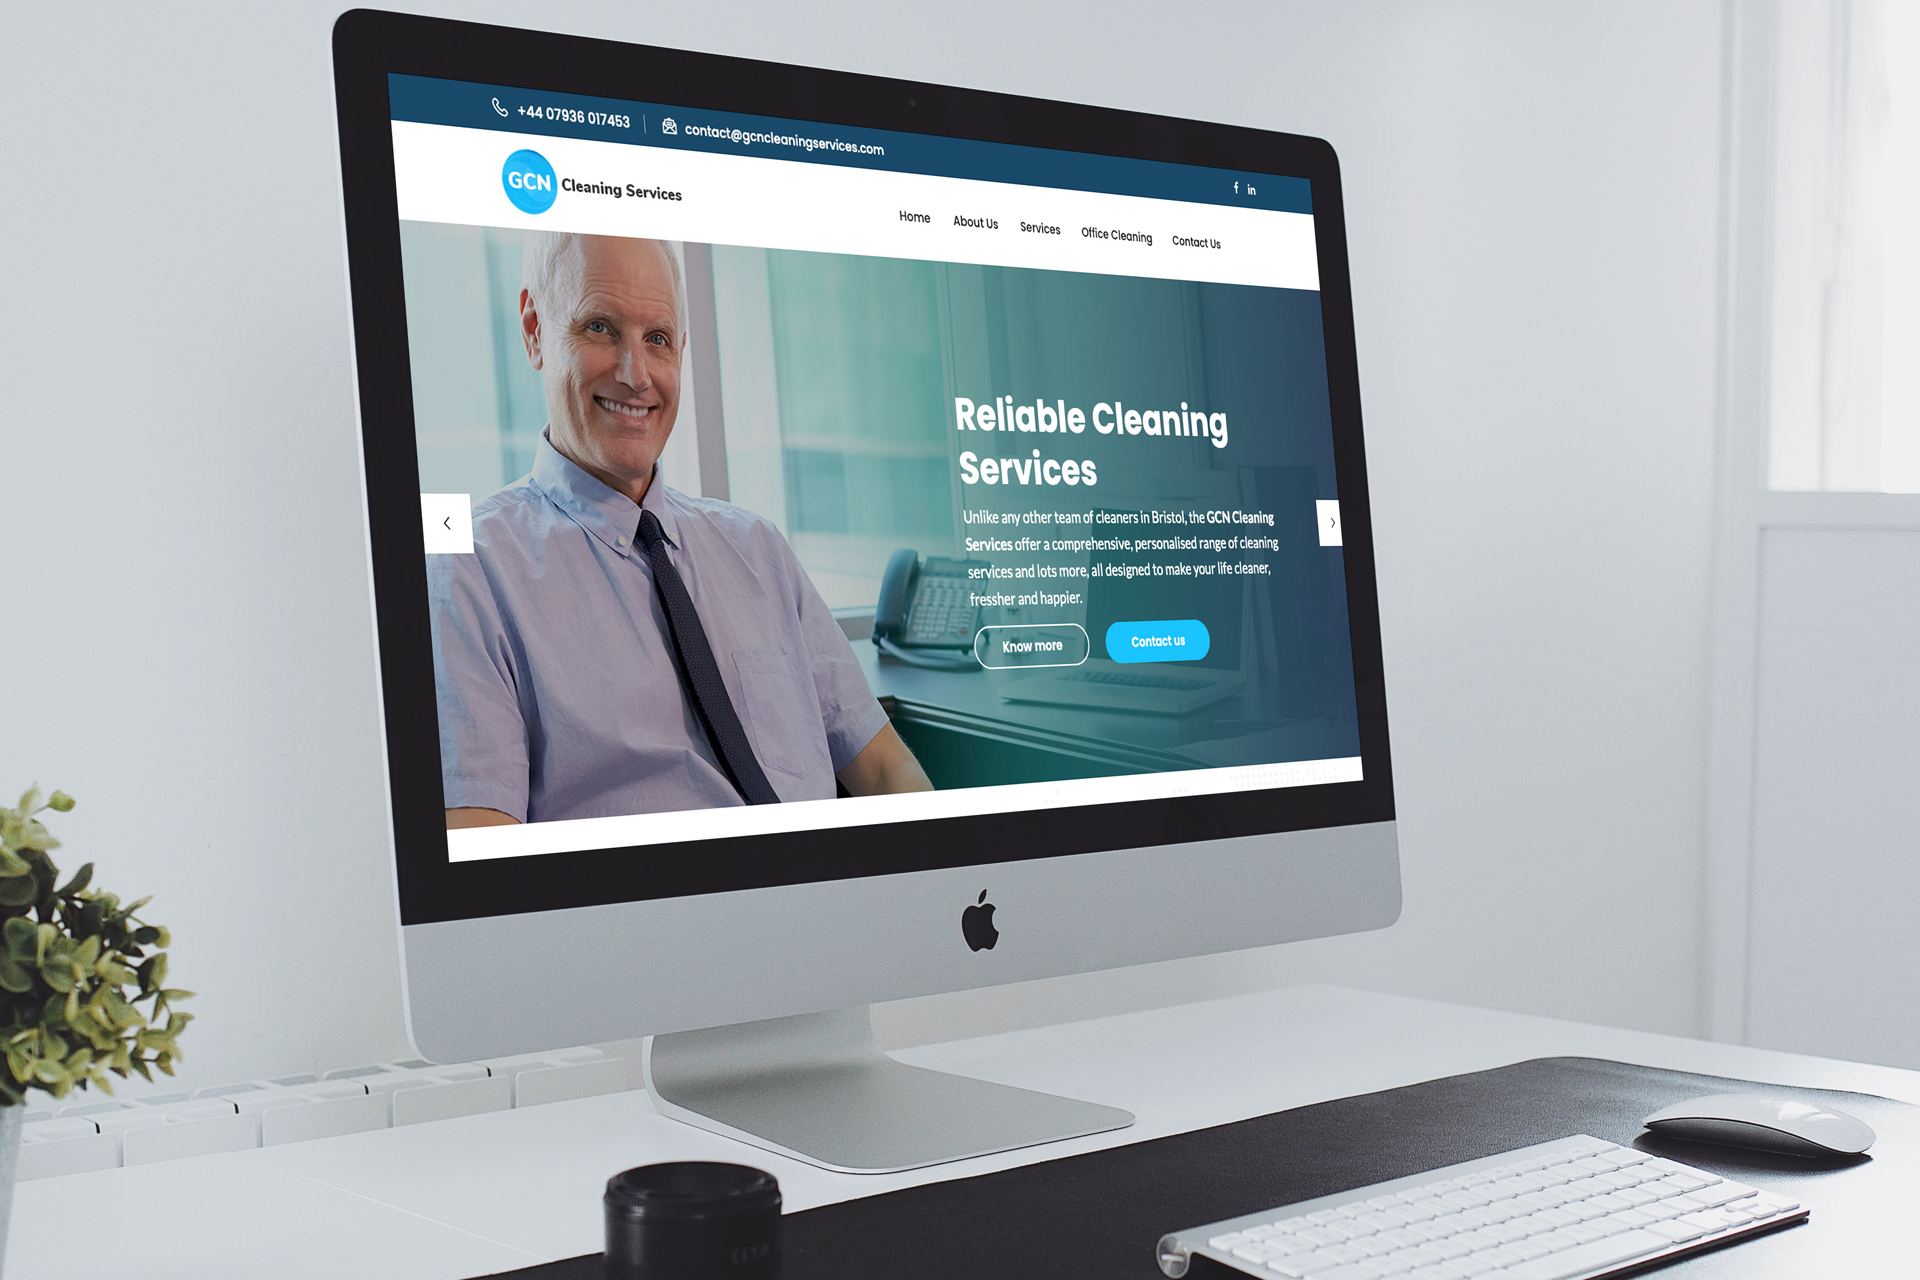 +44 07936 017453
contact@gcncleaningservices.com
f in
GCN Cleaning Services
Home About Us Services Office Cleaning Contact Us
Reliable Cleaning
Services
Unlike any other team of cleaners in Bristol, the GCN Cleaning
Services offer a comprehensive, personalised range of cleaning
services and lots more, all designed to make your life cleaner,
fressher and happier.
Know more
Contact us